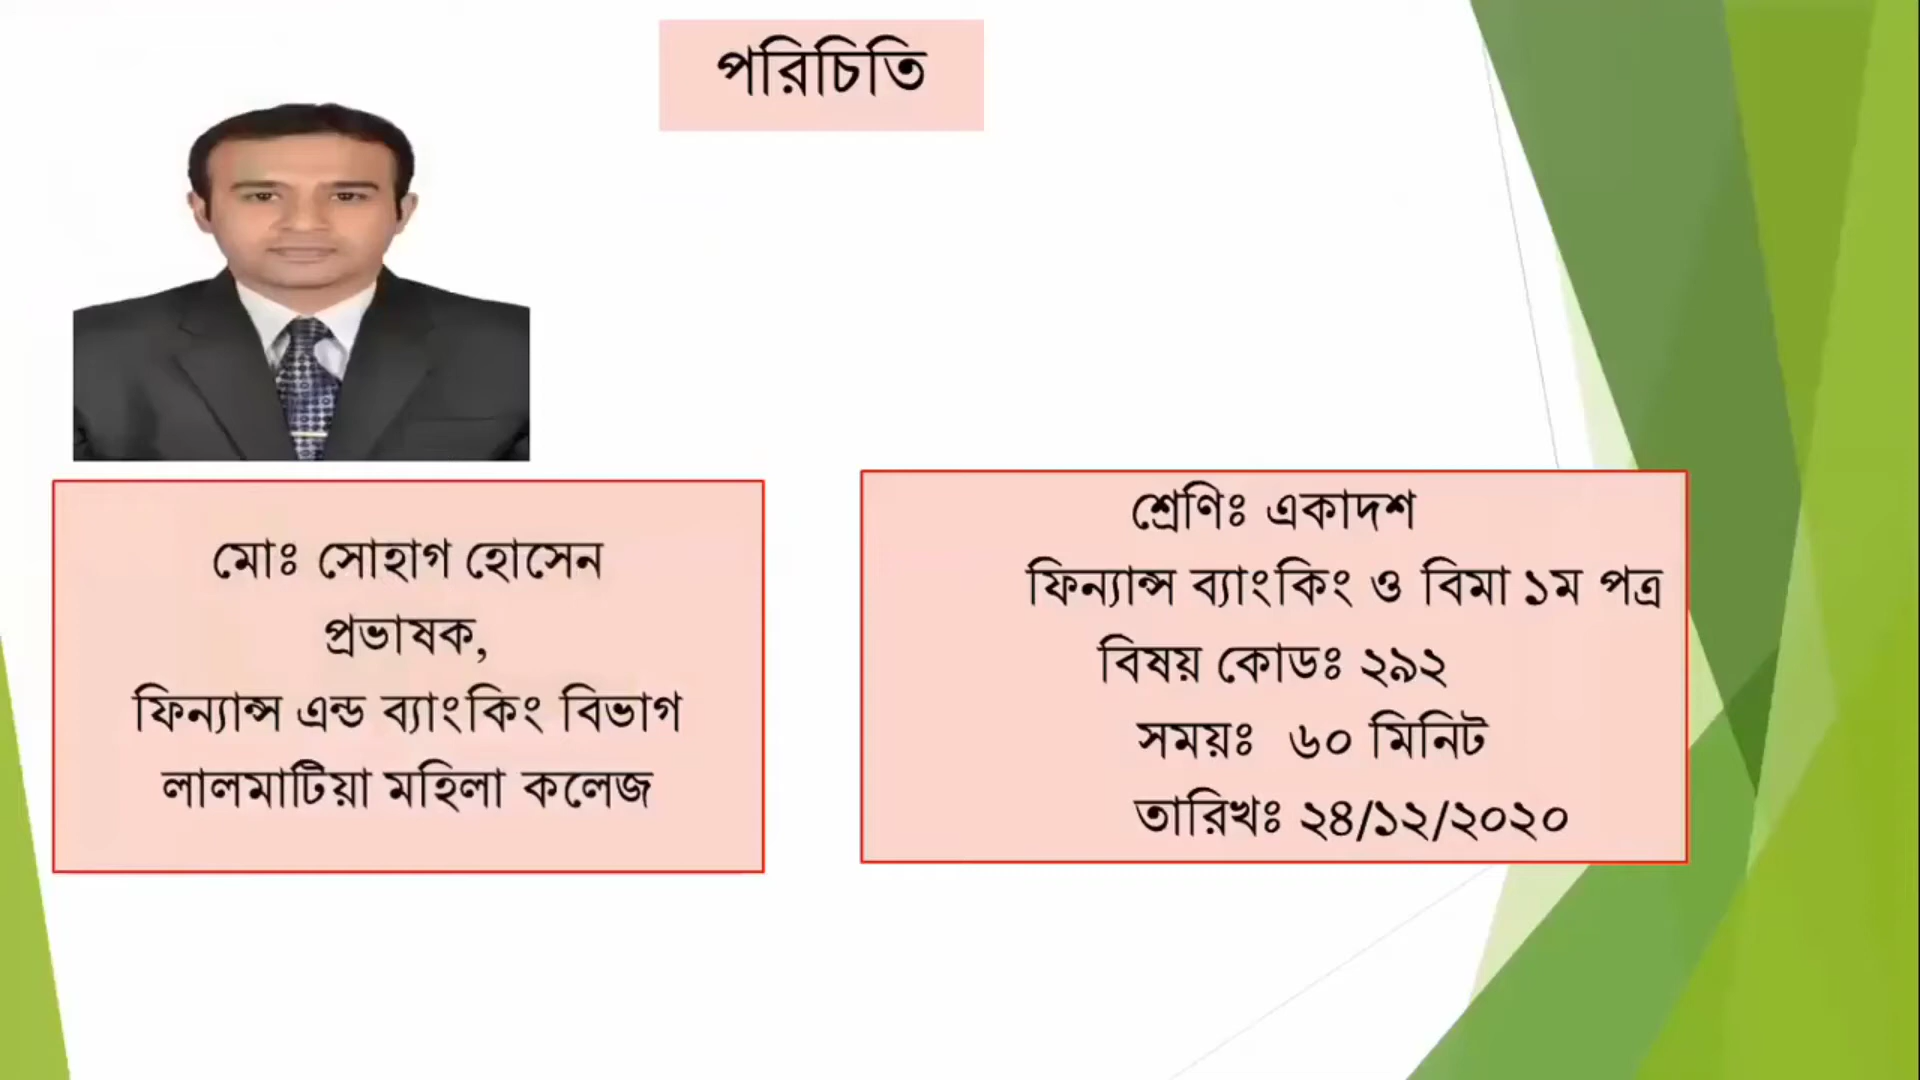 পরিচিতি
মোঃ সোহাগ হোসেন
প্রভাষক,
ফিন্যান্স এন্ড ব্যাংকিং বিভাগ
লালমাটিয়া মহিলা কলেজ
শ্রেণিঃ একাদশ
ফিন্যান্স ব্যাংকিং ও বিমা ১ম পত্র
বিষয় কোডঃ ২৯২
সময়ঃ ৬০ মিনিট
তারিখঃ ২৪/১২/২০২০